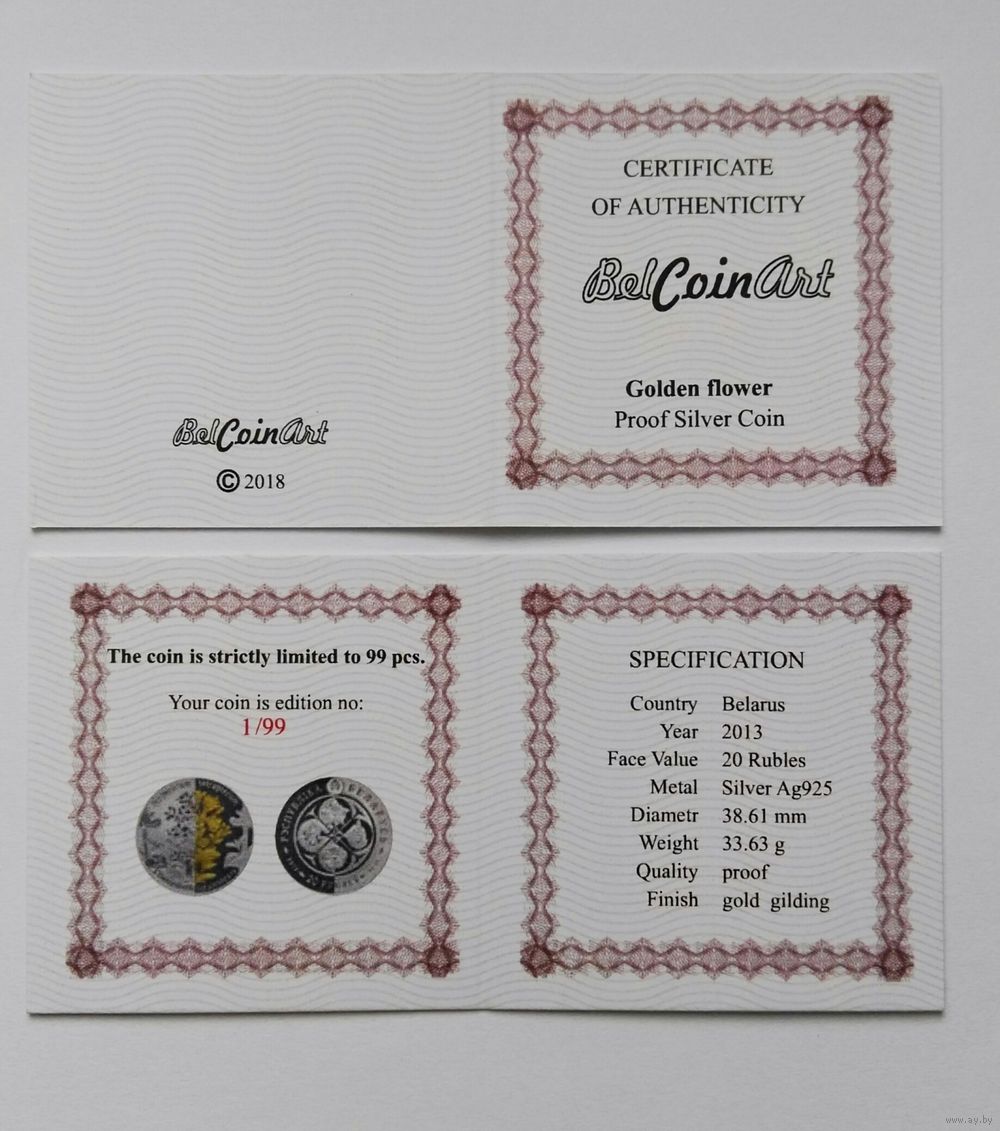 CERTIFICATE
OF AUTHENTICITY
BelCoinArt
Golden flower
Proof Silver Coin
BelCoinArt
© 2018
The coin is strictly limited to 99 pcs.
Your coin is edition no:
1/99
SPECIFICATION
Country Belarus
Year 2013
Face Value 20 Rubles
Metal Silver Ag925
Diametr 38.61 mm
Weight 33.63 g
Quality proof
Finish gold gilding
www.ay.by